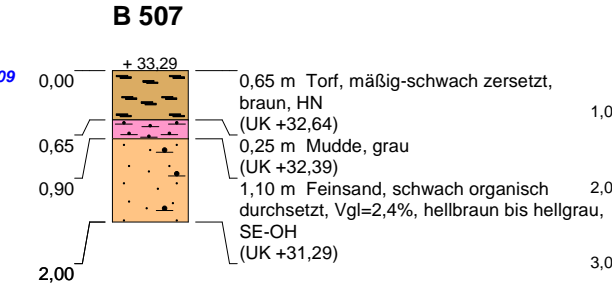 B 507
+ 33,29
09
0,00
0,65 m Torf, mäßig-schwach zersetzt,
braun, HN
(UK +32,64)
1,0
0,65
0,25 m Mudde, grau
(UK +32,39)
0,90
1,10 m Feinsand, schwach organisch
2,0
durchsetzt, Vgl=2,4%, hellbraun bis hellgrau,
SE-OH
(UK +31,29)
2,00
3,0